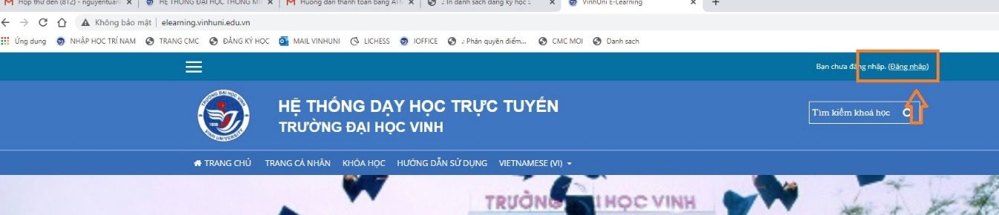 Hộp thư đến (812) - nguyentuan
HỆ THỐNG ĐẠI HỌC THÔNG MI
Hướng dẫn thanh toán bằng ATM
.: In danh sách đăng ký học :.
VinhUni E-Learning
Không bảo mật | elearning.vinhuni.edu.vn
Ứng dụng NHẬP HỌC TRÍ NAM TRANG CMC ĐĂNG KÝ HỌC MAIL VINHUNI LICHESS IOFFICE .: Phân quyền điểm... CMC MOI Danh sach
Bạn chưa đăng nhập. (Đăng nhập)
HỆ THỐNG DẠY HỌC TRỰC TUYẾN
TRƯỜNG ĐẠI HỌC VINH
TRƯỜNG ĐẠI HỌC VINH
1959
VINH UNIVERSITY
Tìm kiếm khoá học
TRANG CHỦ TRANG CÁ NHÂN KHÓA HỌC HƯỚNG DẪN SỬ DỤNG VIETNAMESE (VI)
TRƯỜNG HỌC VINH